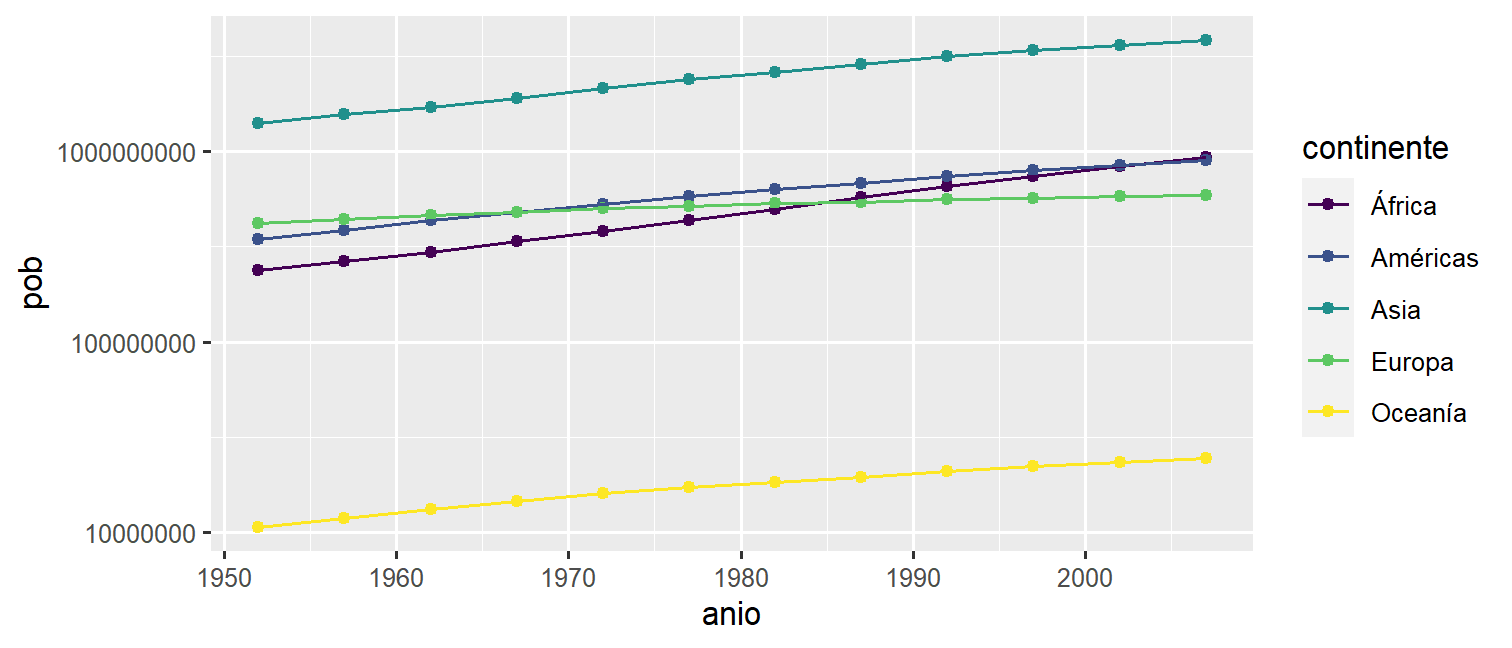 pob
1000000000
100000000
10000000
1950 1960 1970 1980 1990 2000
anio
continente
África
Américas
Asia
Europa
Oceanía